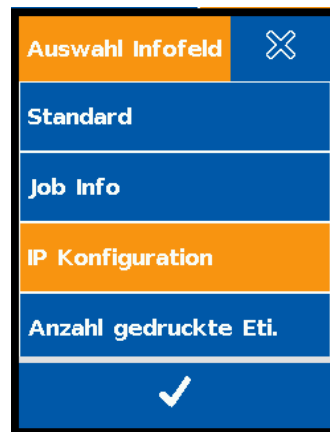 Auswahl Infofeld
Standard
Job Info
IP Konfiguration
Anzahl gedruckte Eti.